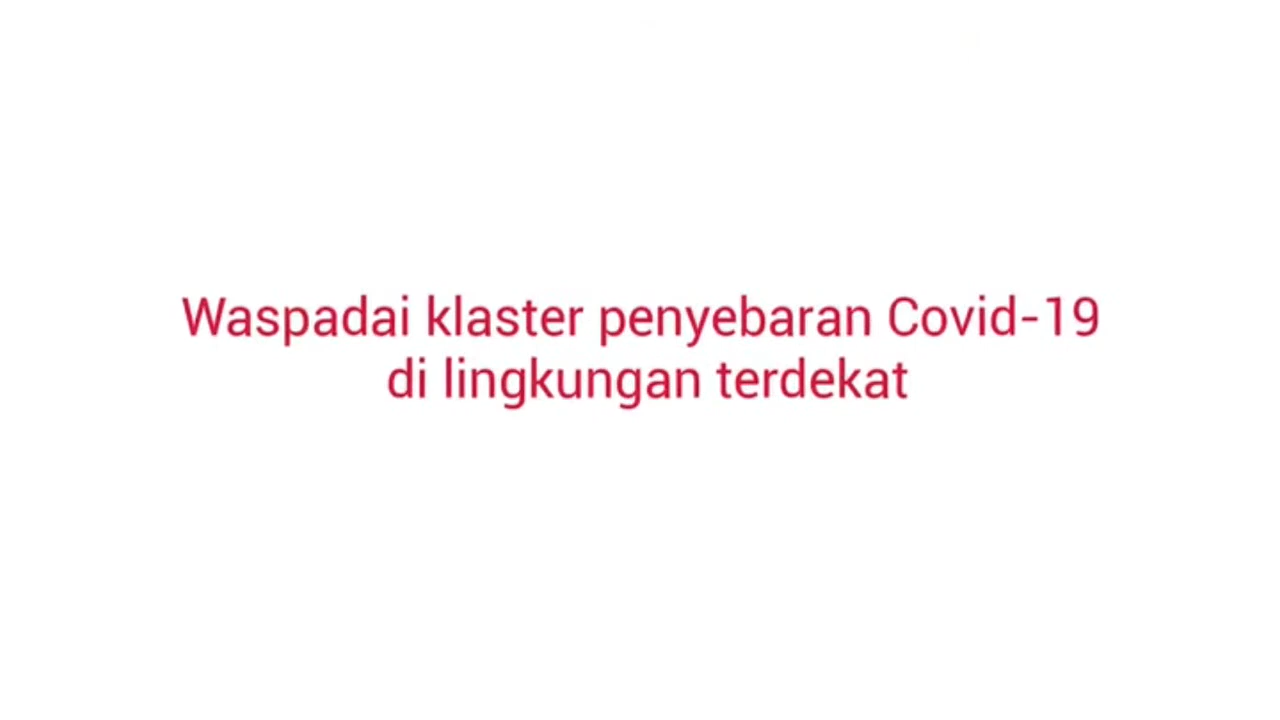 Waspadai klaster penyebaran Covid-19
di lingkungan terdekat